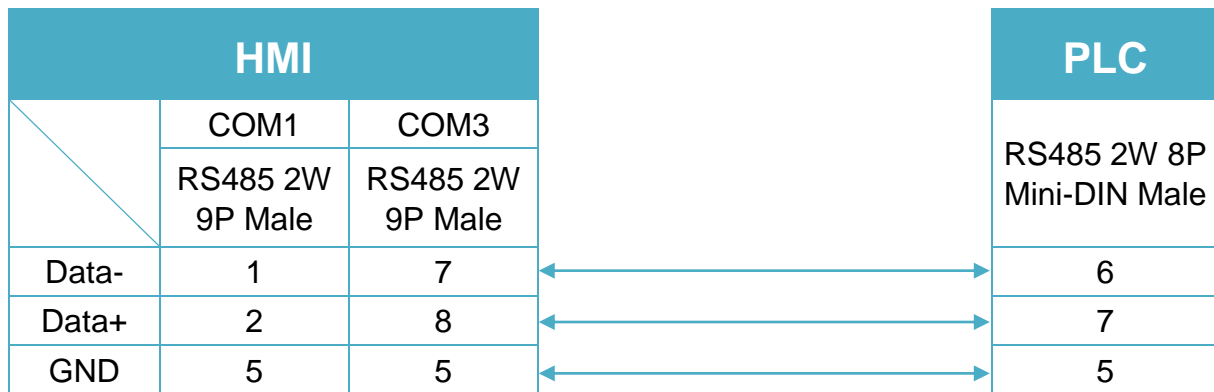 HMI PLC
COM1 COM3
RS485 2W 9P Male RS485 2W 9P Male RS485 2W 8P Mini-DIN Male
Data- 1 7 6
Data+ 2 8 7
GND 5 5 5